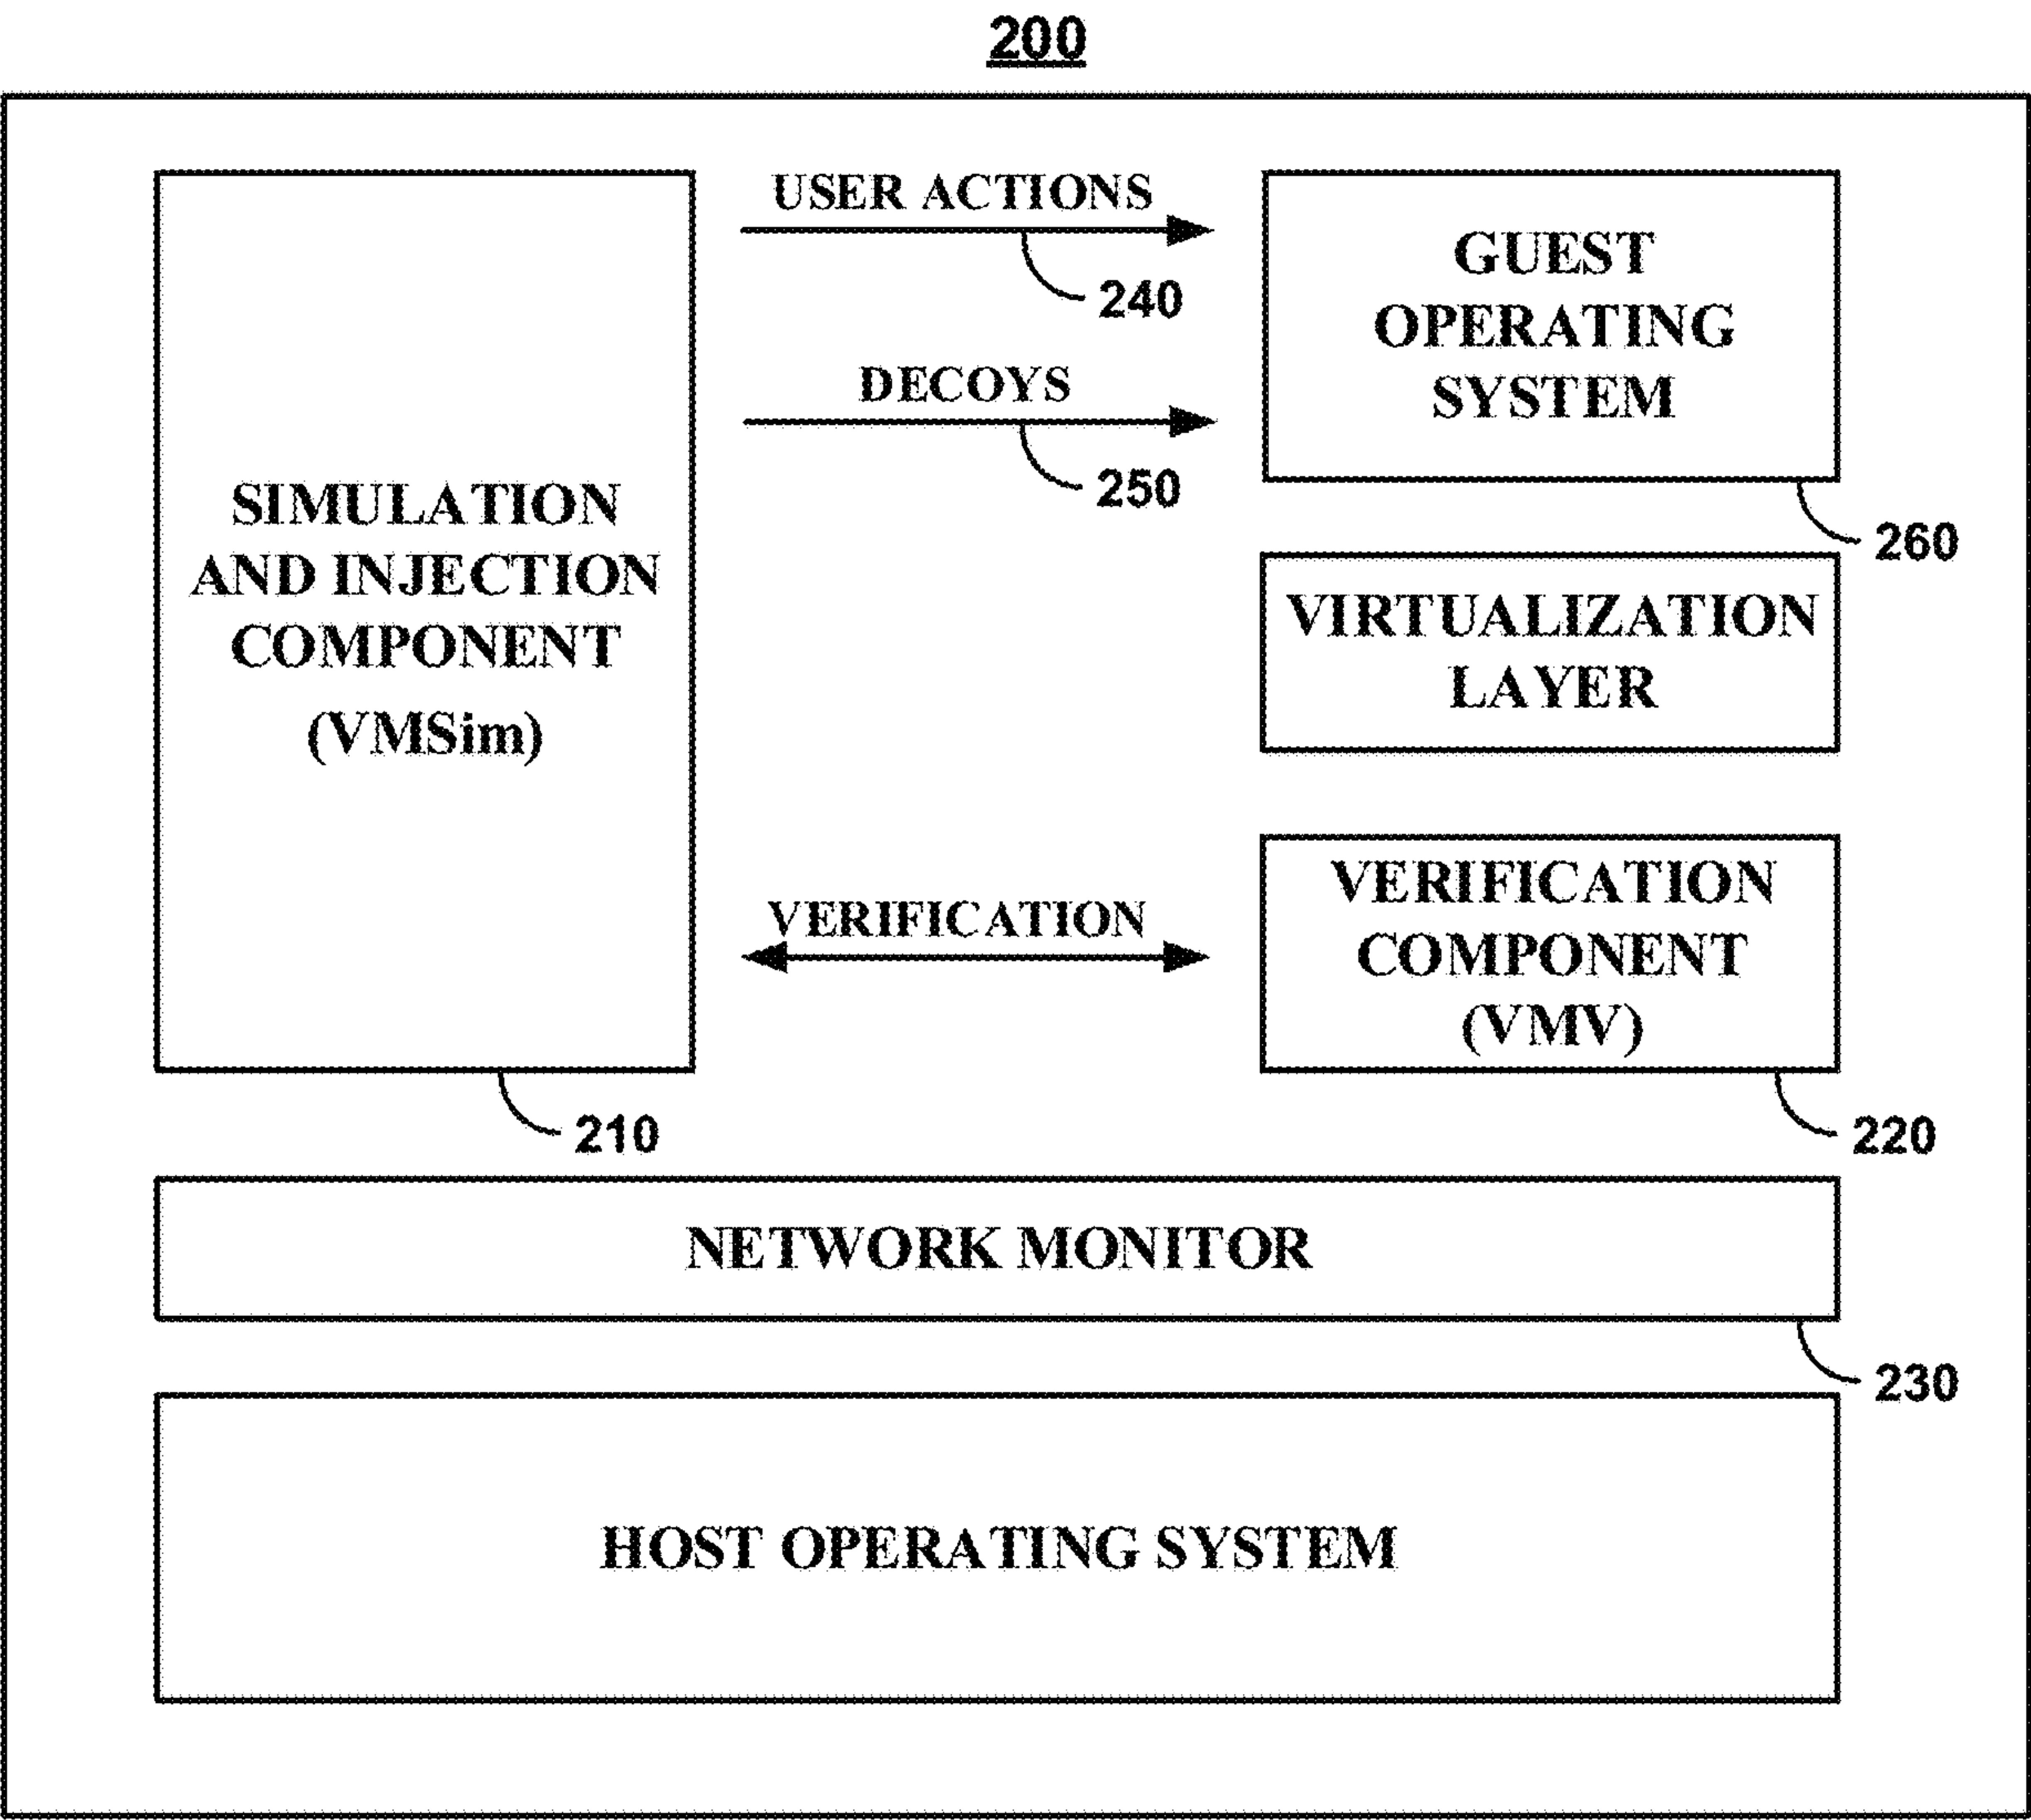 200
USER ACTIONS
240
DECOYS
250
GUEST
OPERATING
SYSTEM
260
SIMULATION
AND INJECTION
COMPONENT
(VMSim)
VIRTUALIZATION
LAYER
VERIFICATION
VERIFICATION
COMPONENT
(VMV)
210
220
NETWORK MONITOR
230
HOST OPERATING SYSTEM